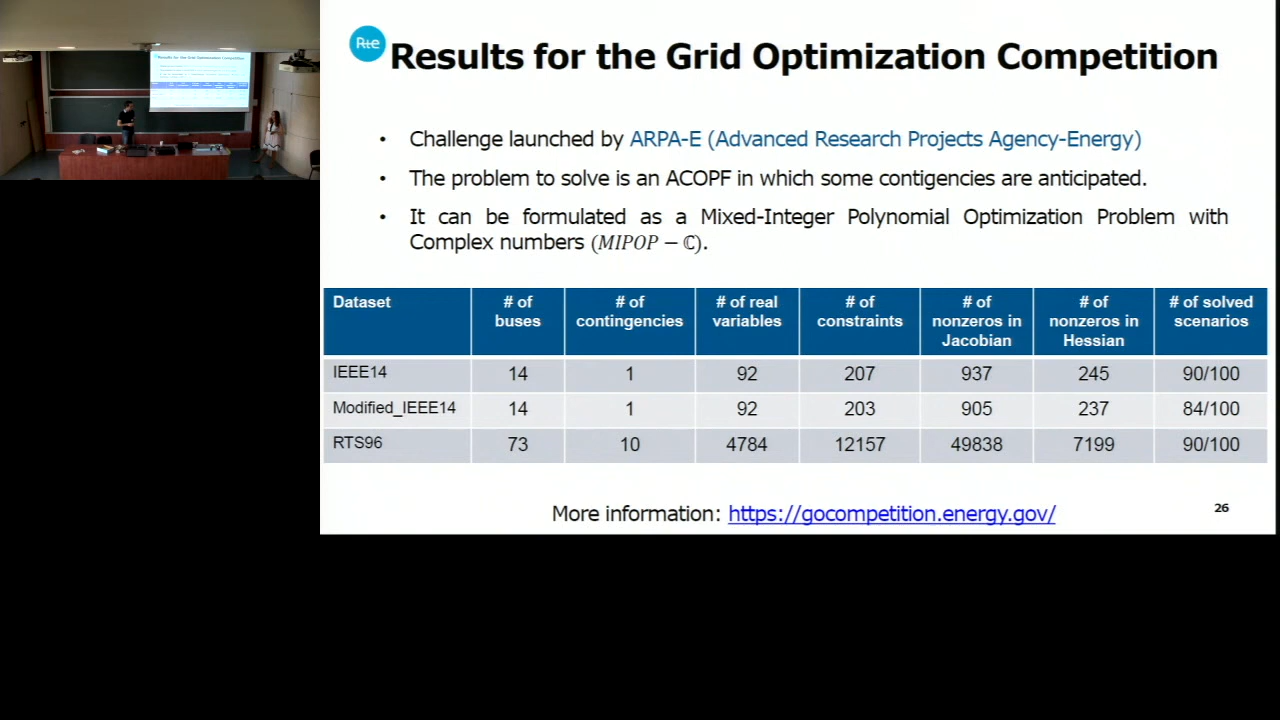 Rte
Results for the Grid Optimization Competition
• Challenge launched by ARPA-E (Advanced Research Projects Agency-Energy)
• The problem to solve is an ACOPF in which some contigencies are anticipated.
• It can be formulated as a Mixed-Integer Polynomial Optimization Problem with
Complex numbers (MIPOP − ℂ).
Dataset # of buses # of contingencies # of real variables # of constraints # of nonzeros in Jacobian # of nonzeros in Hessian # of solved scenarios
IEEE14 14 1 92 207 937 245 90/100
Modified_IEEE14 14 1 92 203 905 237 84/100
RTS96 73 10 4784 12157 49838 7199 90/100
More information: https://gocompetition.energy.gov/
26